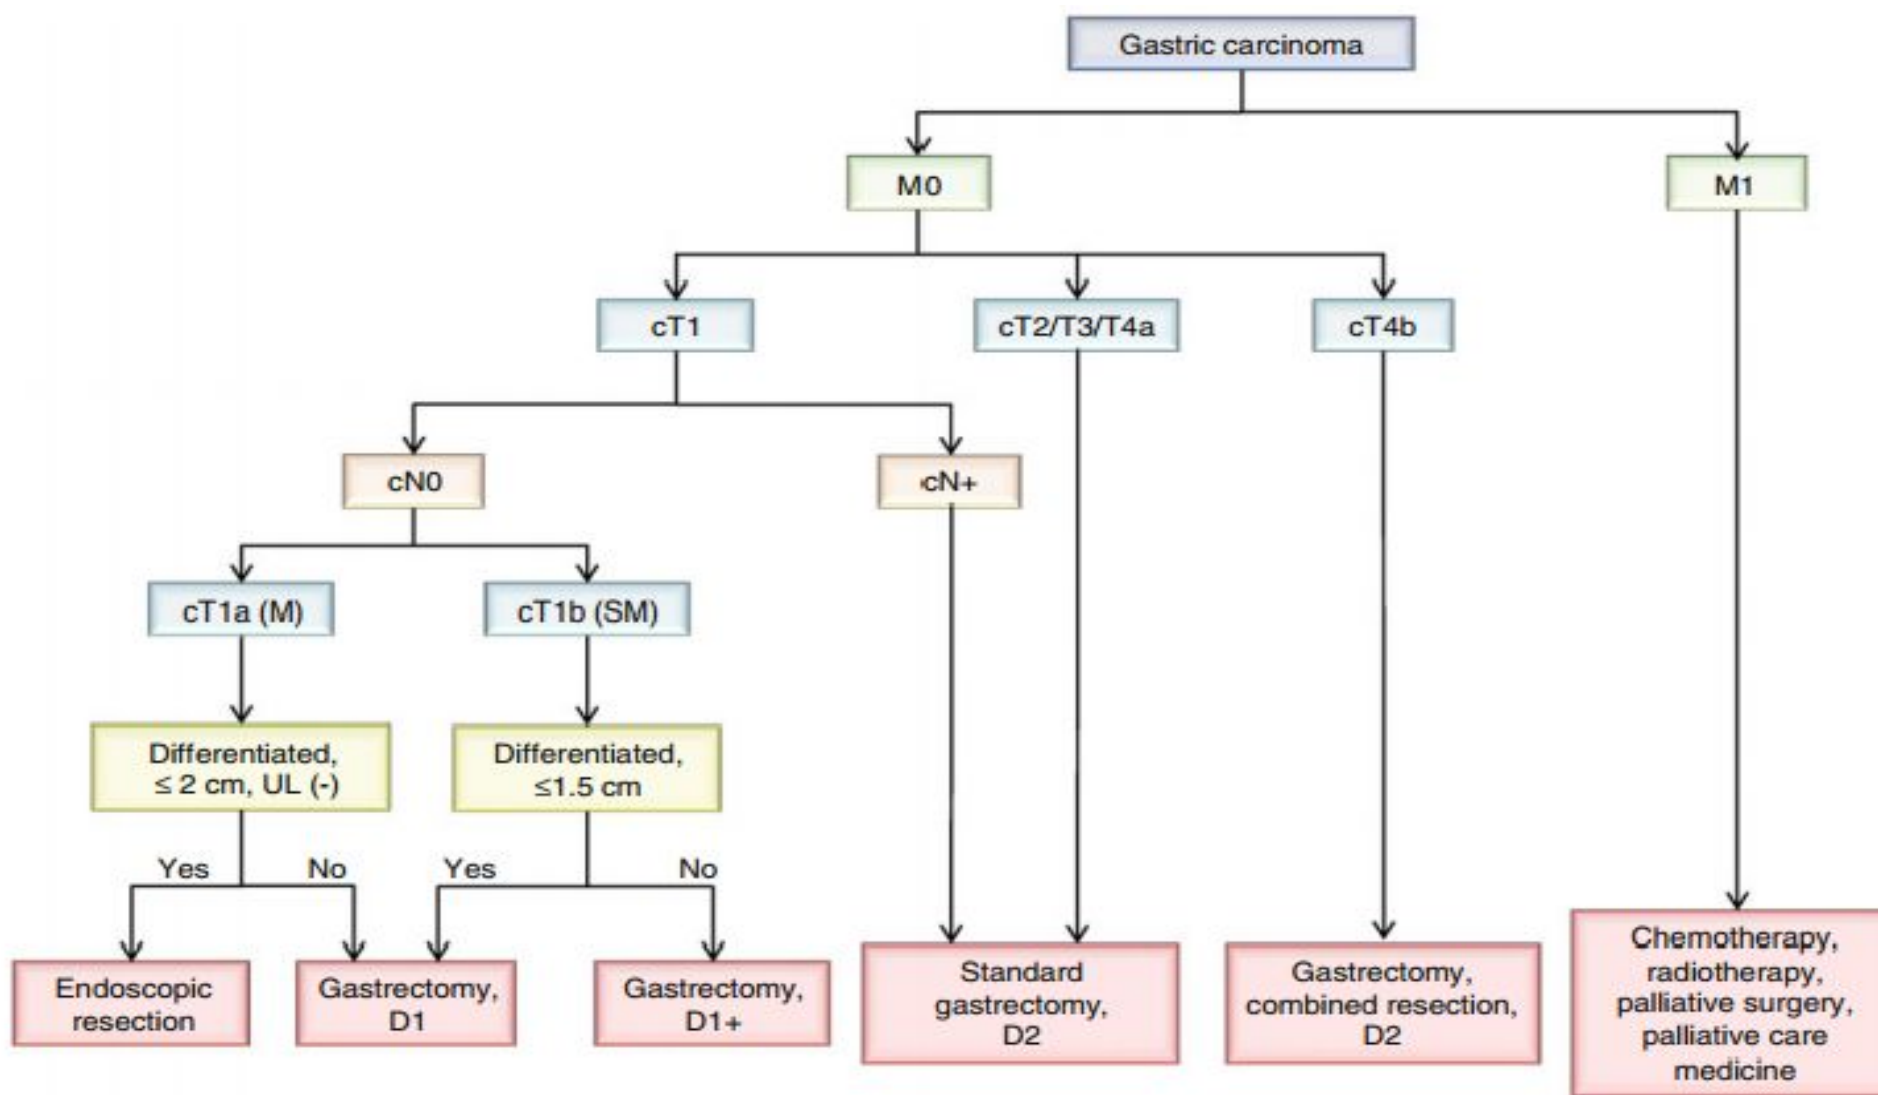 Gastric carcinoma
M0
M1
cT1
cT2/T3/T4a
cT4b
cN0
cN+
cT1a (M)
cT1b (SM)
Differentiated,
≤ 2 cm, UL (-)
Differentiated,
≤1.5 cm
Yes
No
Yes
No
Endoscopic
resection
Gastrectomy,
D1
Gastrectomy,
D1+
Standard
gastrectomy,
D2
Gastrectomy,
combined resection,
D2
Chemotherapy,
radiotherapy,
palliative surgery,
palliative care
medicine